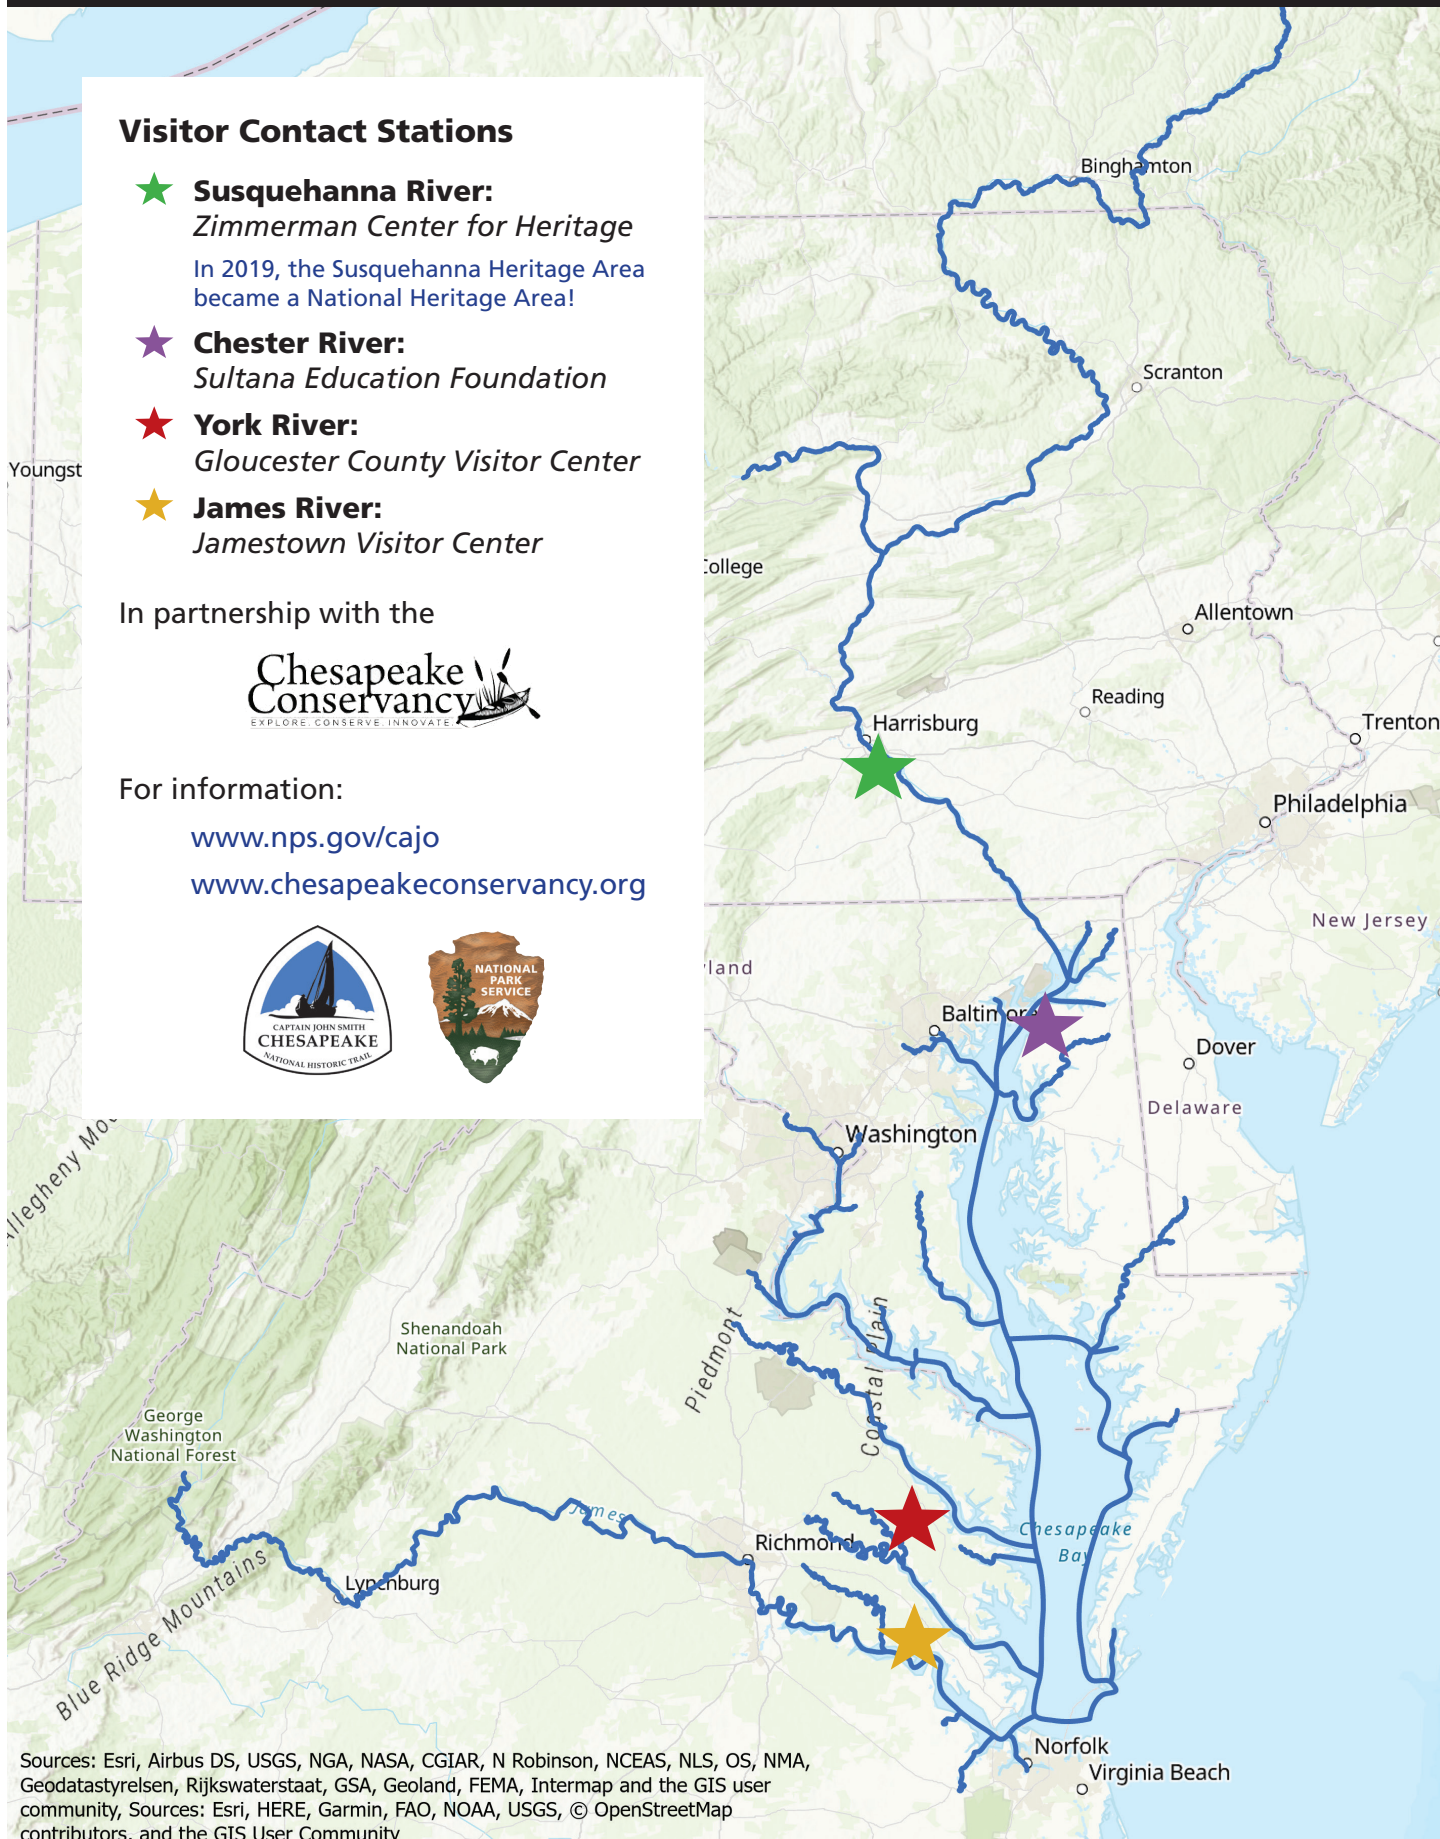 Visitor Contact Stations
Susquehanna River:
Zimmerman Center for Heritage
In 2019, the Susquehanna Heritage Area
became a National Heritage Area!
Chester River:
Sultana Education Foundation
York River:
Gloucester County Visitor Center
James River:
Jamestown Visitor Center
In partnership with the
Chesapeake
Conservancy
EXPLORE. CONSERVE. INNOVATE.
For information:
www.nps.gov/cajo
www.chesapeakeconservancy.org
CAPTAIN JOHN SMITH
CHESAPEAKE
NATIONAL HISTORIC TRAIL
NATIONAL
PARK
SERVICE
Binghamton
Scranton
Youngst
College
Allentown
Reading
Harrisburg
Trenton
Philadelphia
New Jersey
yland
Baltimore
Dover
Delaware
Washington
Allegheny Mou
Shenandoah
National Park
Piedmont
Coastal Plain
George
Washington
National Forest
James
Richmond
Chesapeake
Bay
Lynchburg
Blue Ridge Mountains
Norfolk
Virginia Beach
Sources: Esri, Airbus DS, USGS, NGA, NASA, CGIAR, N Robinson, NCEAS, NLS, OS, NMA,
Geodatastyrelsen, Rijkswaterstaat, GSA, Geoland, FEMA, Intermap and the GIS user
community, Sources: Esri, HERE, Garmin, FAO, NOAA, USGS, © OpenStreetMap
contributors, and the GIS User Community